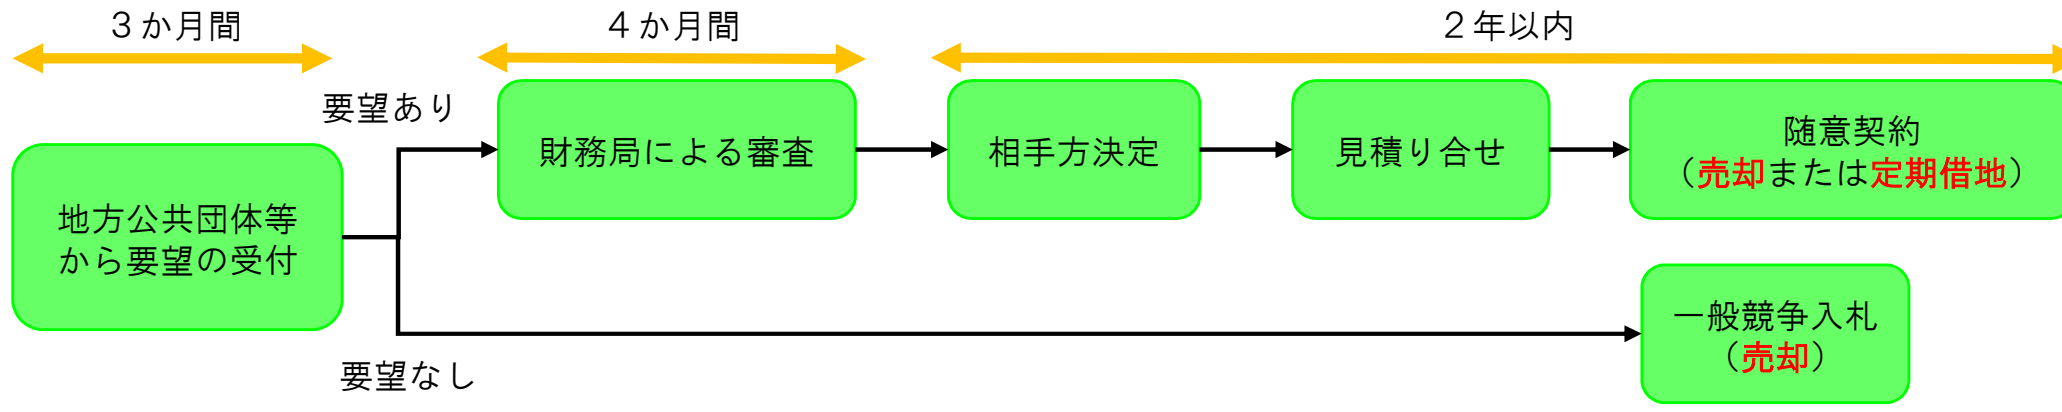 ３か月間
４か月間
２年以内
要望あり
地方公共団体等
から要望の受付
財務局による審査
相手方決定
見積り合せ
随意契約
（売却または定期借地）
要望なし
一般競争入札
（売却）